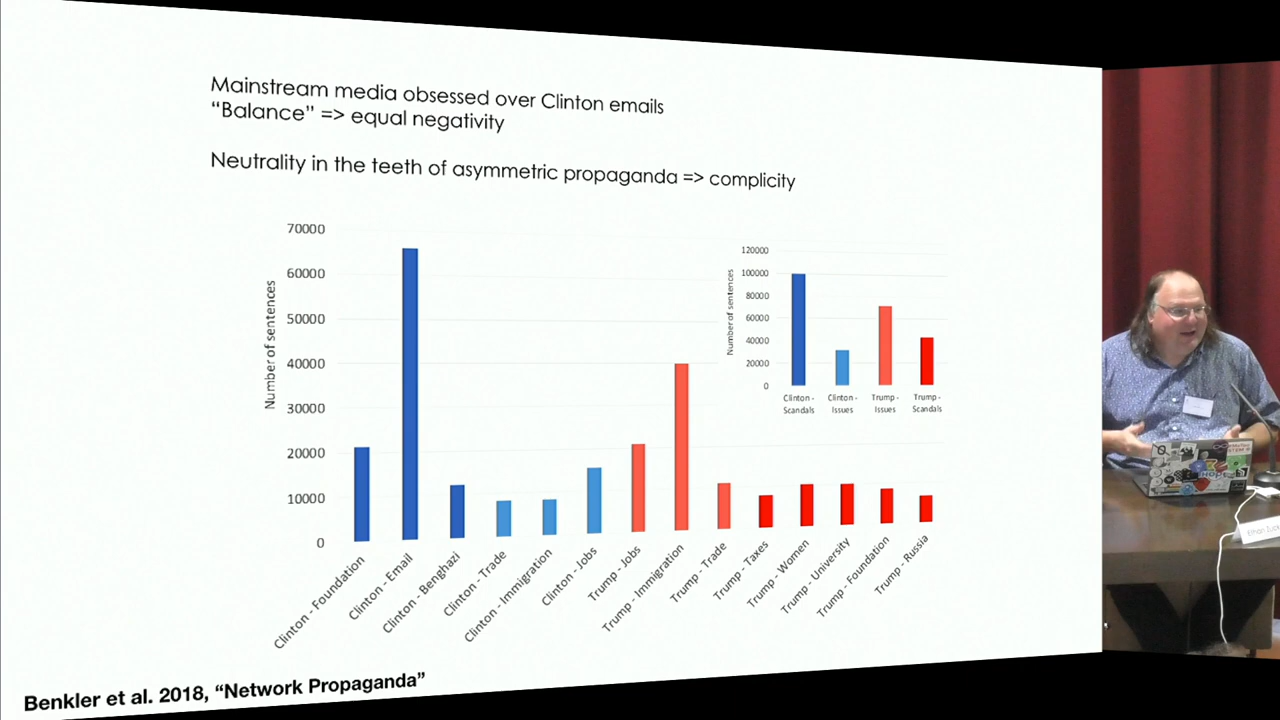 Mainstream media obsessed over Clinton emails
“Balance” => equal negativity
Neutrality in the teeth of asymmetric propaganda => complicity
70000
60000
50000
40000
30000
20000
10000
0
Number of sentences
Clinton - Foundation
Clinton - Email
Clinton - Benghazi
Clinton - Trade
Clinton - Immigration
Clinton - Jobs
Trump - Jobs
Trump - Immigration
Trump - Trade
Trump - Taxes
Trump - Women
Trump - University
Trump - Foundation
Trump - Russia
120000
100000
80000
60000
40000
20000
0
Number of sentences
Clinton -
Scandals
Clinton -
Issues
Trump -
Issues
Trump -
Scandals
Benkler et al. 2018, “Network Propaganda”
Ethan